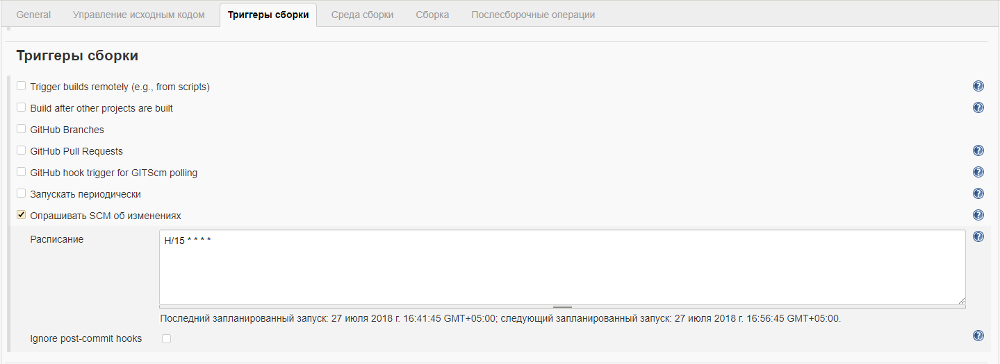 General Управление исходным кодом Триггеры сборки Среда сборки Сборка Послесборочные операции
Триггеры сборки
Trigger builds remotely (e.g., from scripts)
Build after other projects are built
GitHub Branches
GitHub Pull Requests
GitHub hook trigger for GITScm polling
Запускать периодически
Опрашивать SCM об изменениях
Расписание
H/15 * * * *
Последний запланированный запуск: 27 июля 2018 г. 16:41:45 GMT+05:00; следующий запланированный запуск: 27 июля 2018 г. 16:56:45 GMT+05:00.
Ignore post-commit hooks